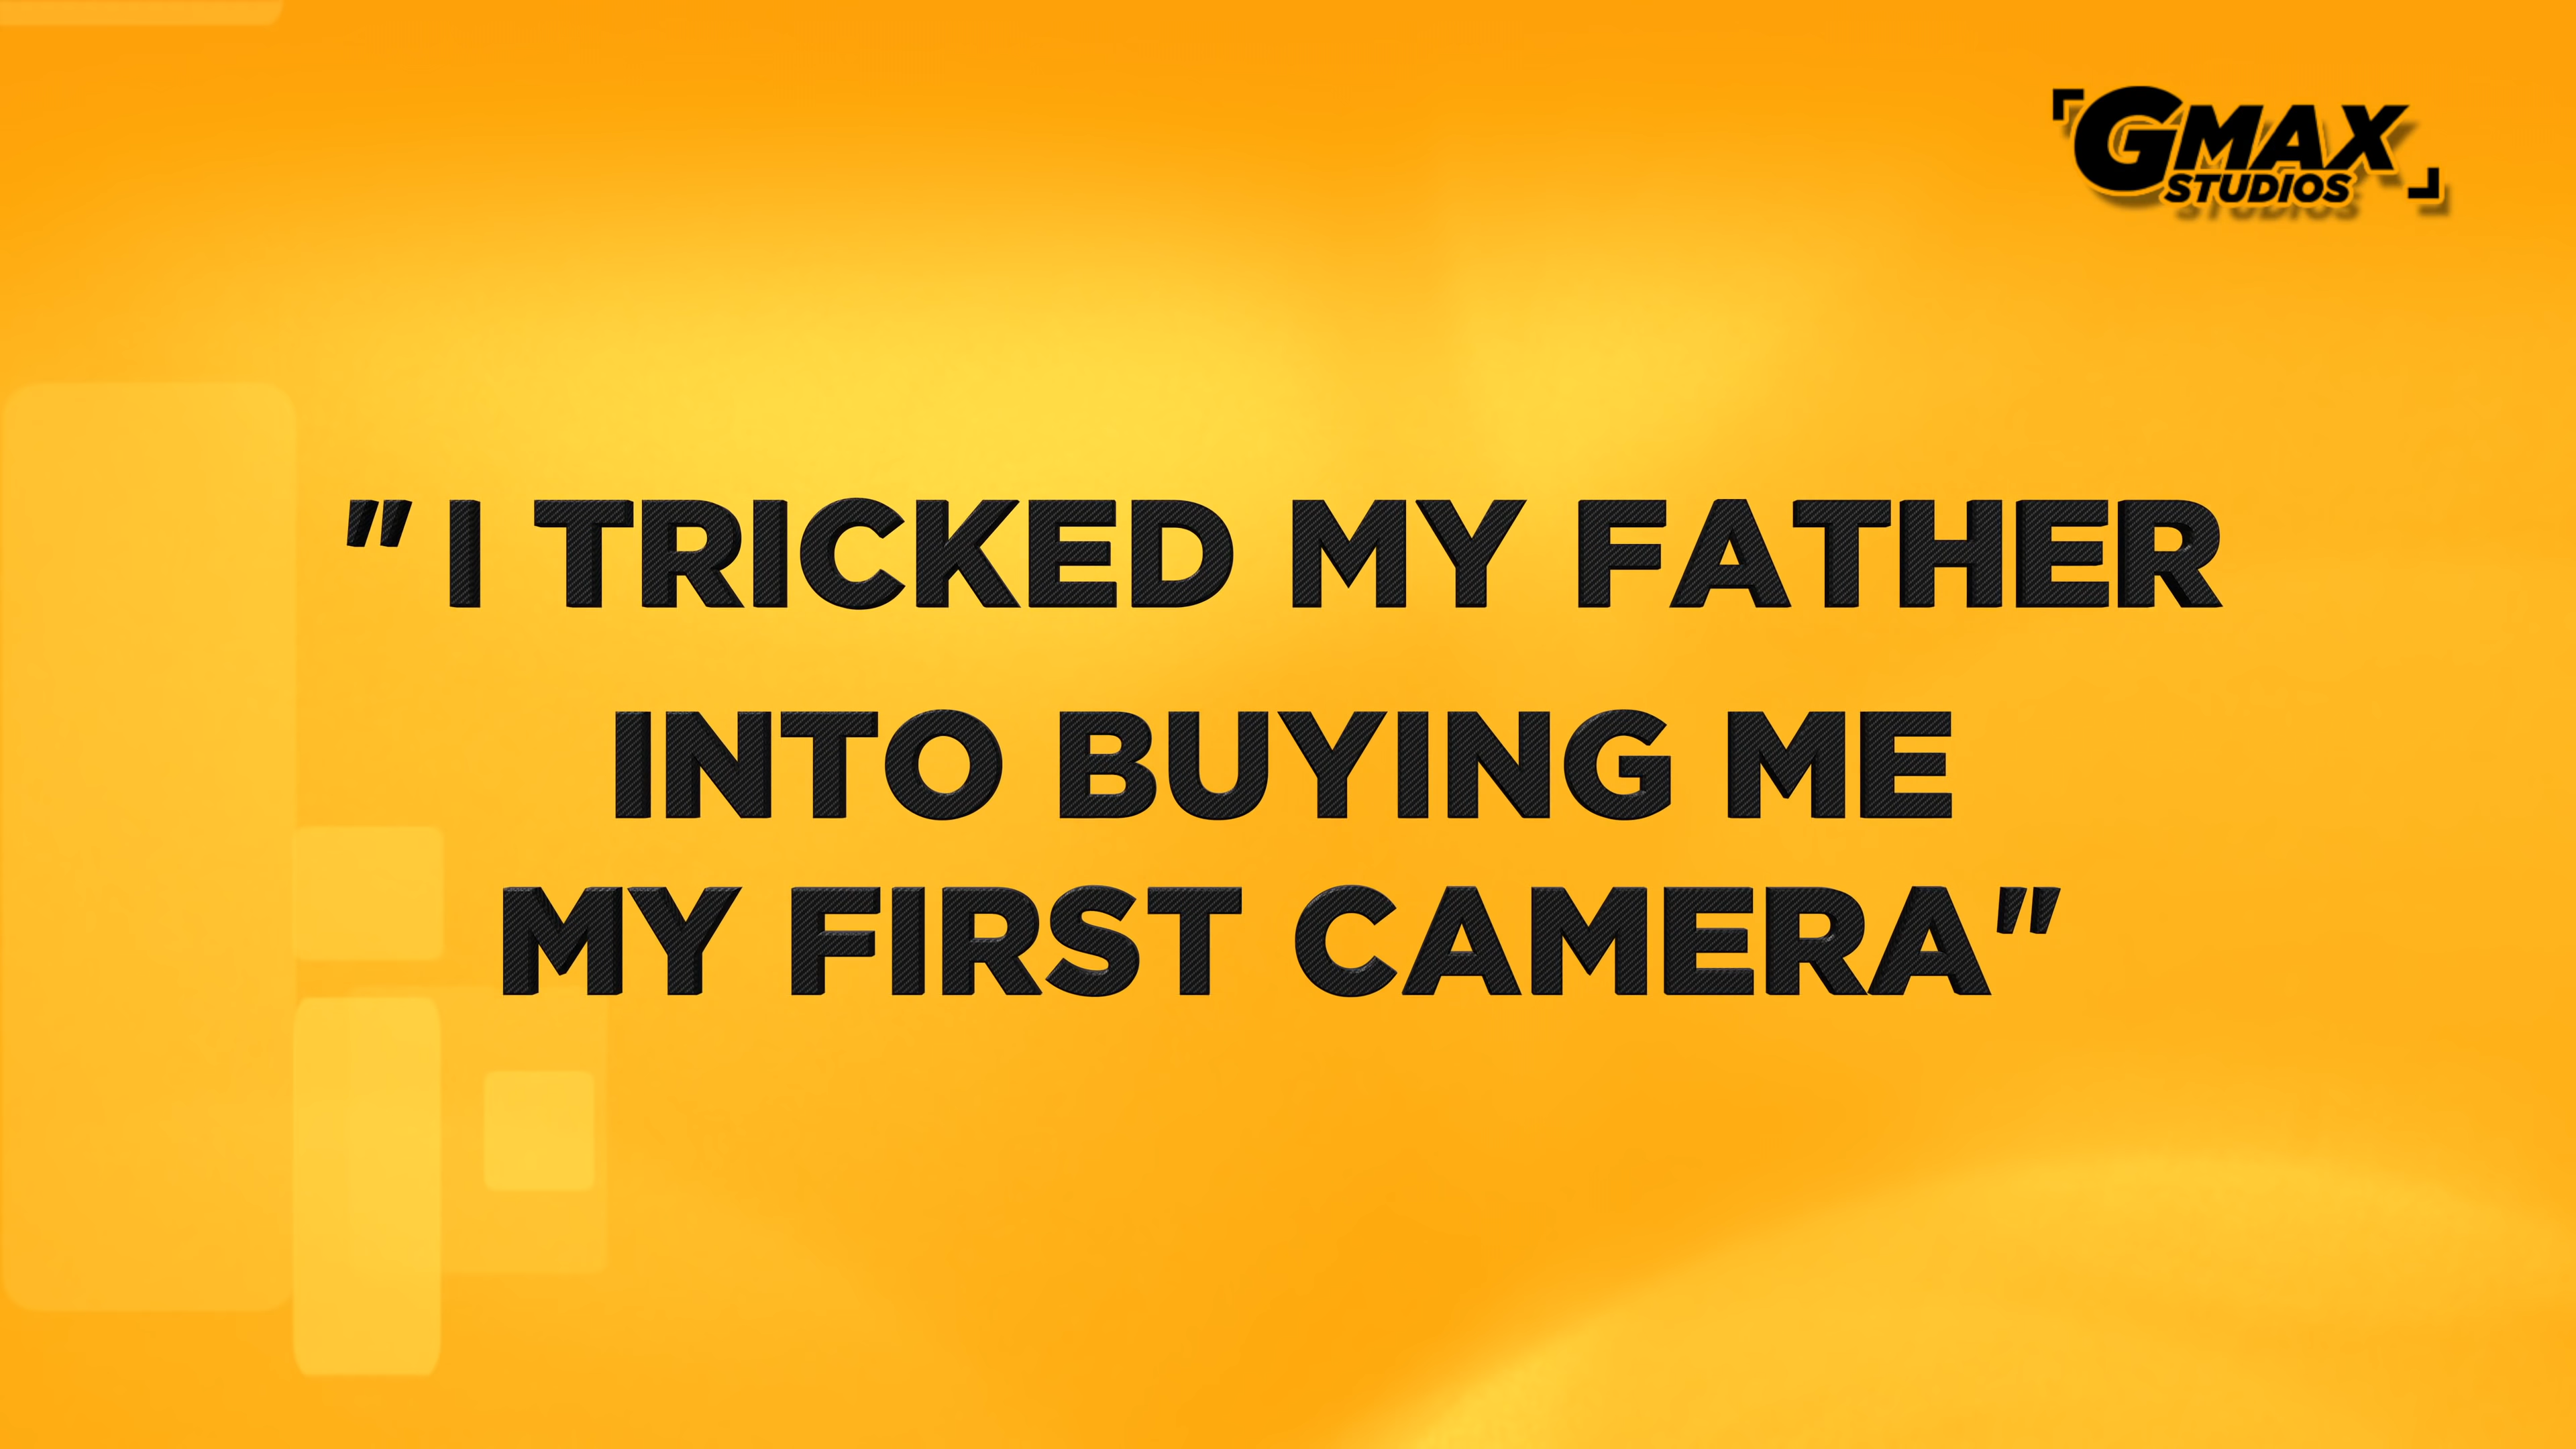 GMAX
STUDIOS
" I TRICKED MY FATHER
INTO BUYING ME
MY FIRST CAMERA"